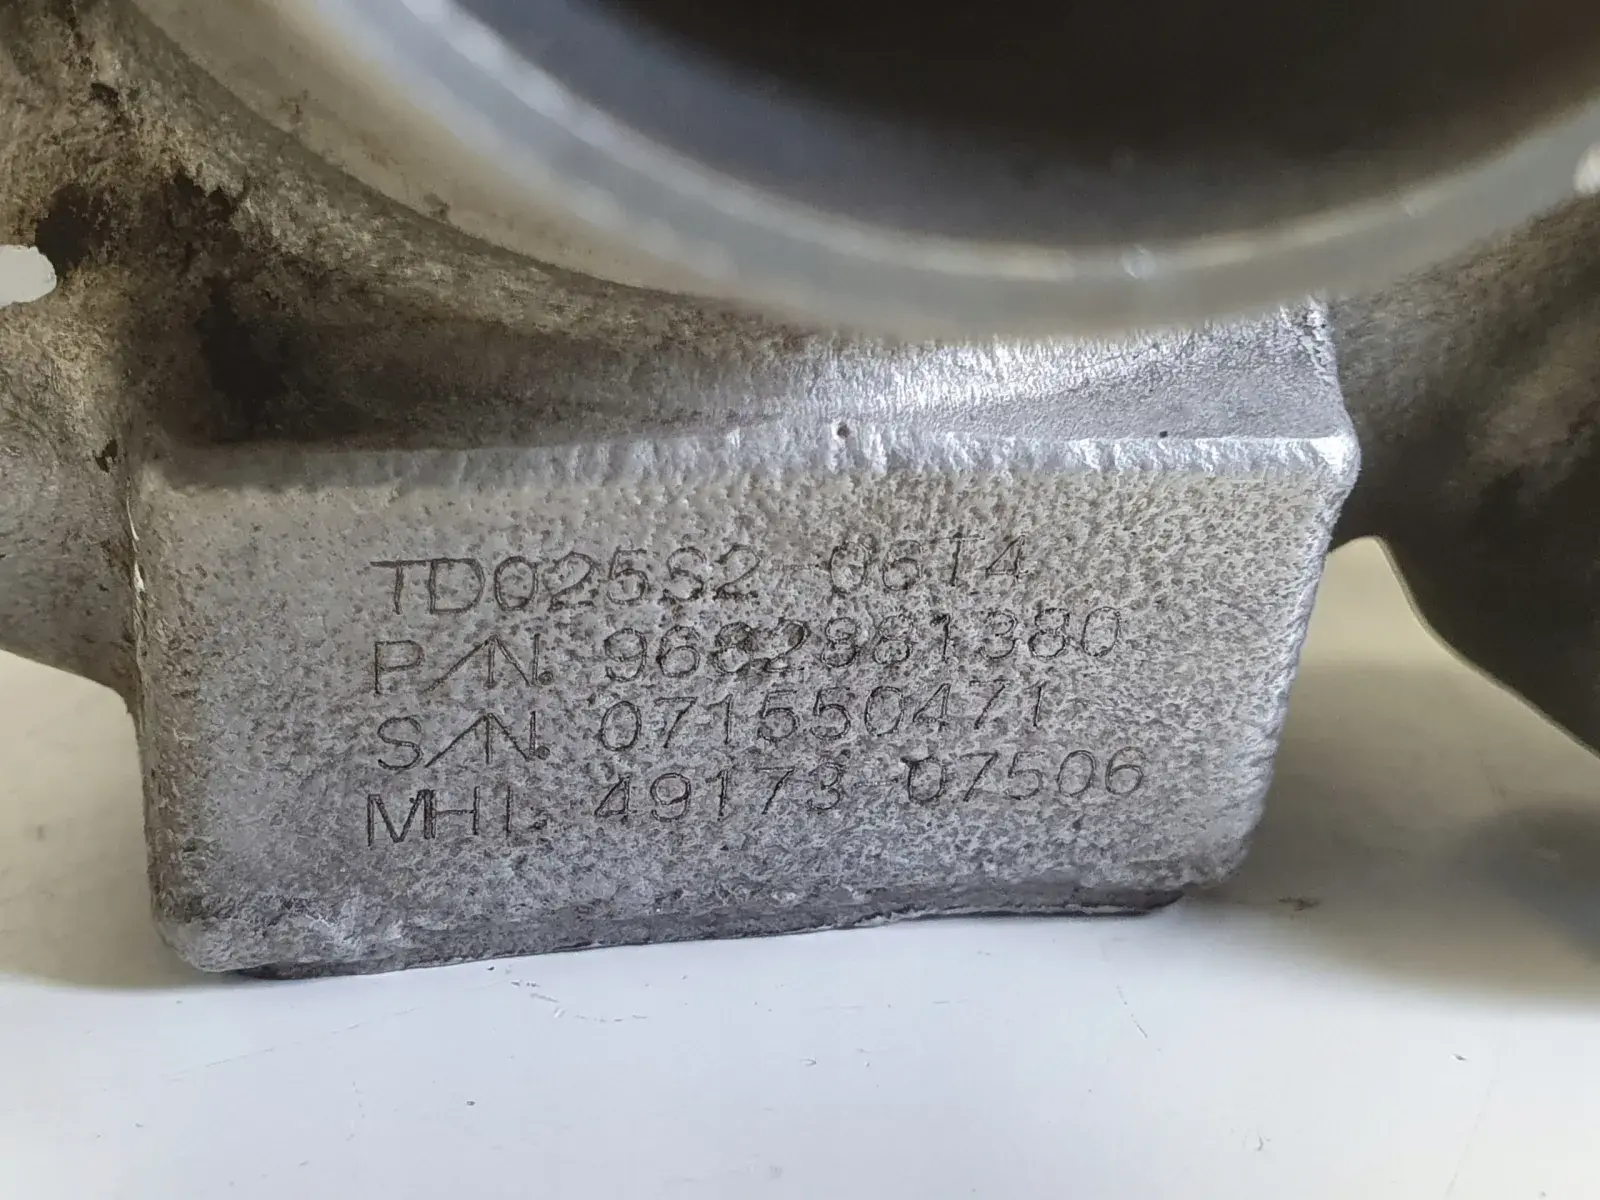 TD025S2-06T4
P/N. 9682881380
S/N. 071550471
MHI. 49173-07506